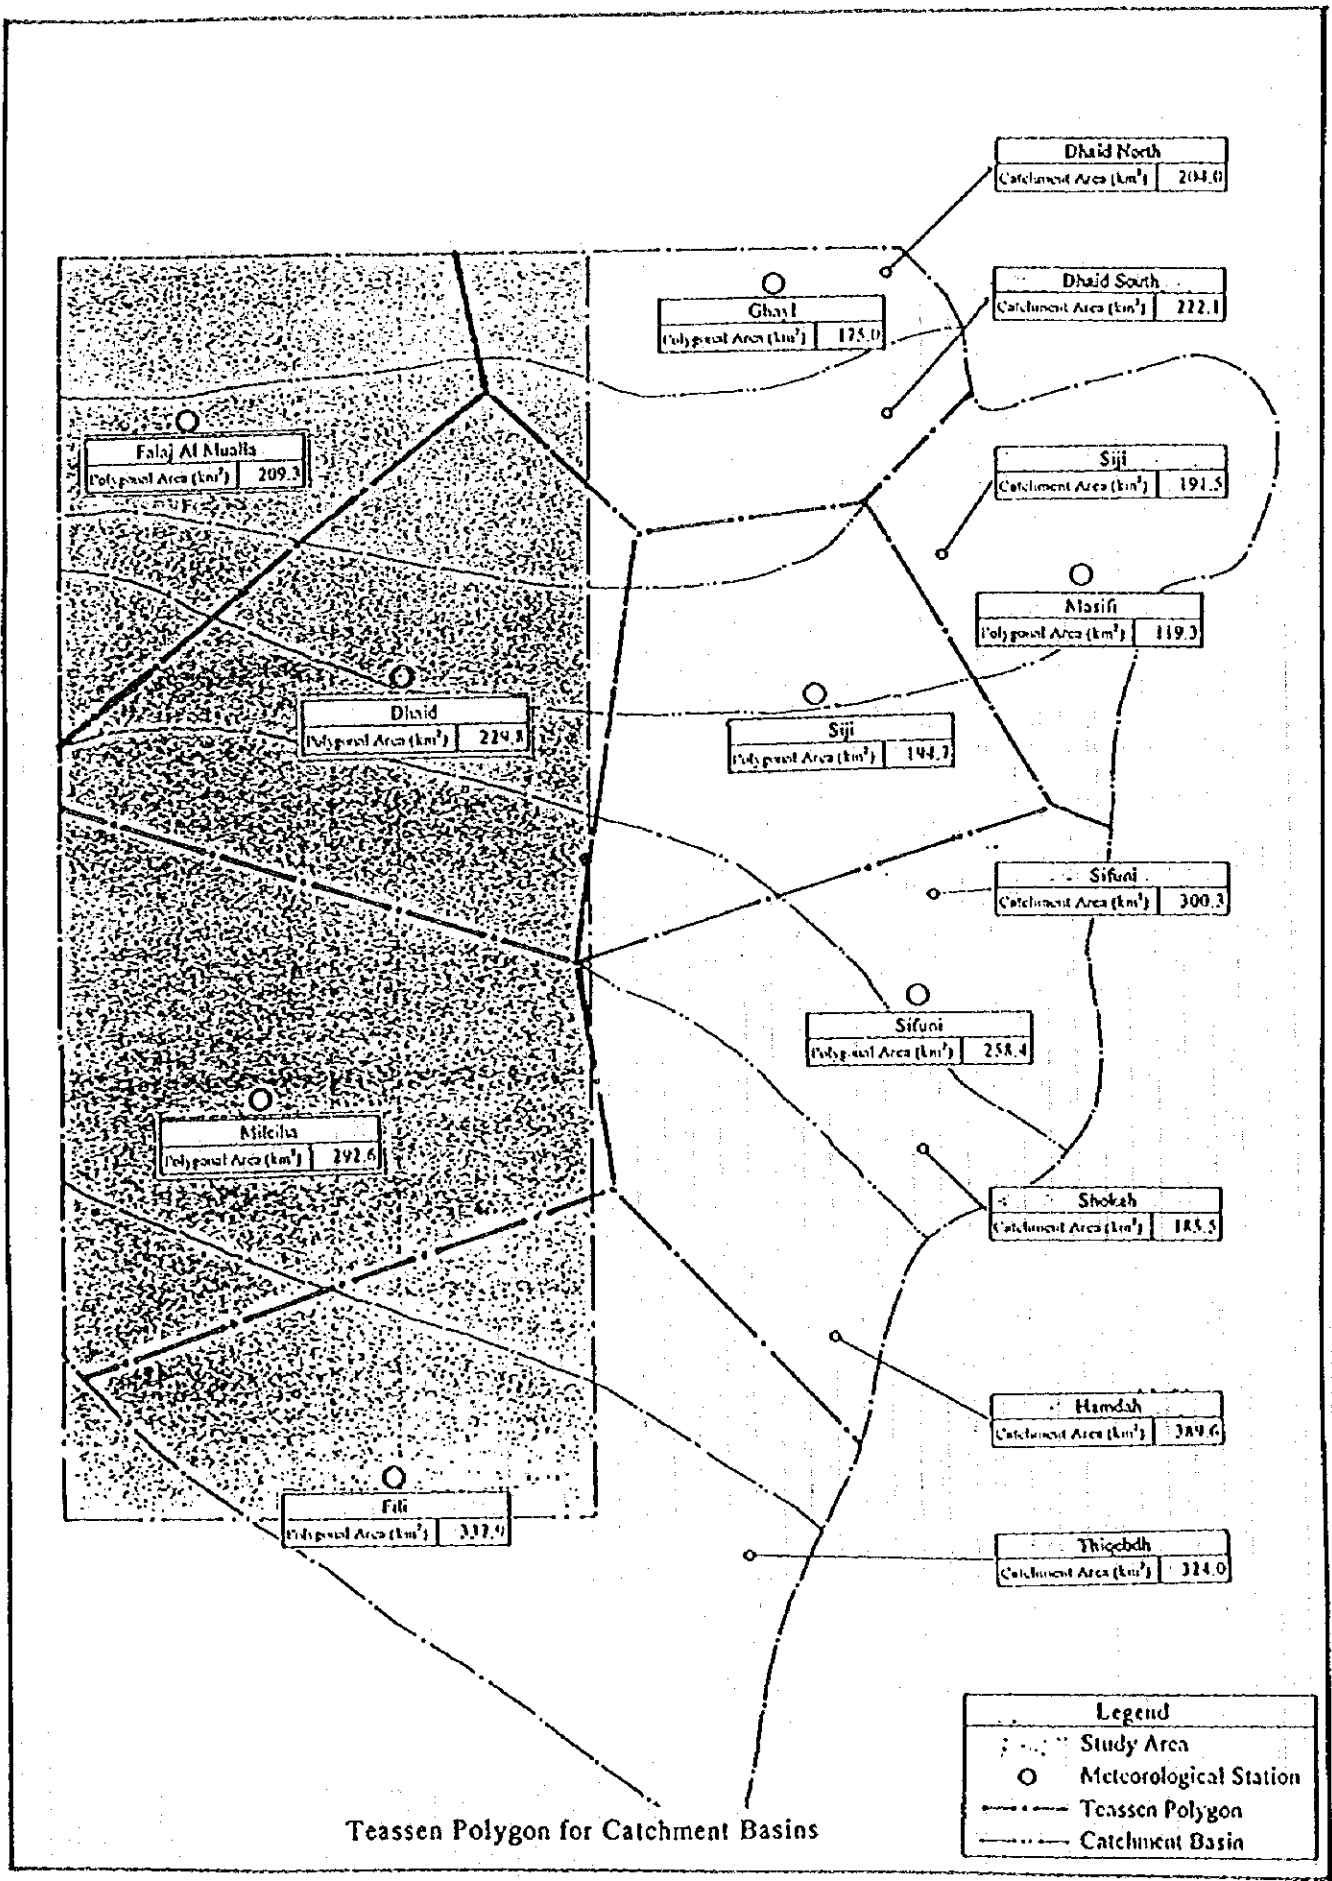 Dhaid North
Catchment Area (km²) 204.0
Dhaid South
Catchment Area (km²) 222.1
Ghayl
Polygonal Area (km²) 175.0
Falaj Al Mualla
Polygonal Area (km²) 209.3
Siji
Catchment Area (km²) 191.5
Masifi
Polygonal Area (km²) 119.3
Dhaid
Polygonal Area (km²) 229.8
Siji
Polygonal Area (km²)
Sifuni
Catchment Area (km²) 300.3
Sifuni
Polygonal Area (km²) 258.4
Mileiha
Polygonal Area (km²) 292.6
Shokah
Catchment Area (km²) 185.5
Hamdah
Catchment Area (km²) 389.6
Fili
Polygonal Area (km²)
Catchment Area (km²) 324.0
Legend
Study Area
Meteorological Station
Teassen Polygon
Catchment Basin
Teassen Polygon for Catchment Basins